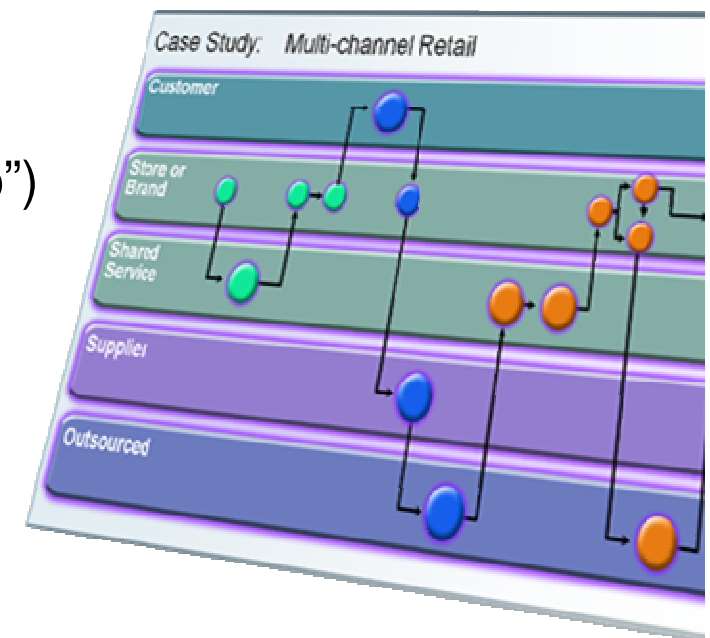 Case Study: Multi-channel Retail
Customer
”)
Store or
Brand
Shared
Service
Supplier
Outsourced